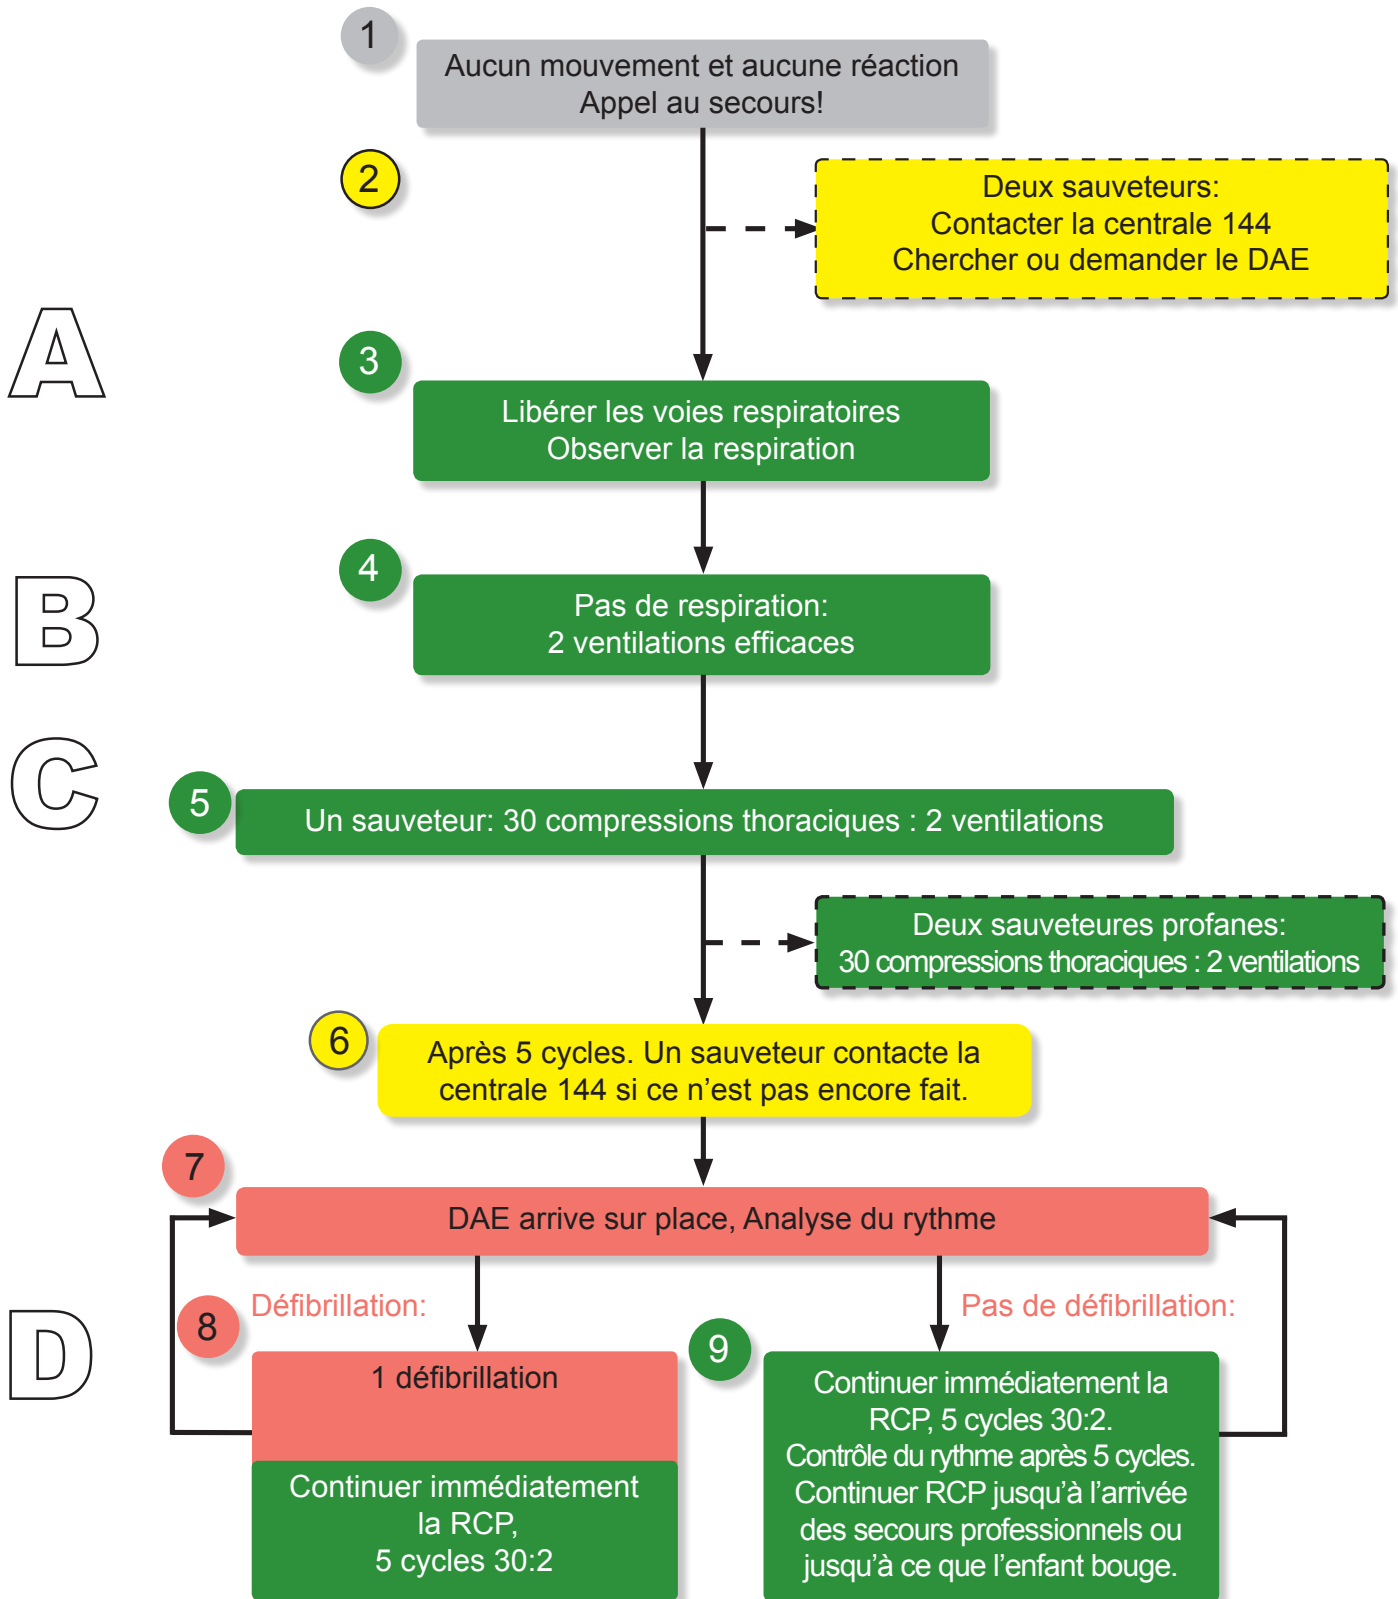 1
Aucun mouvement et aucune réaction
Appel au secours!
2
Deux sauveteurs:
Contacter la centrale 144
Chercher ou demander le DAE
A
3
Libérer les voies respiratoires
Observer la respiration
B
4
Pas de respiration:
2 ventilations efficaces
C
5
Un sauveteur: 30 compressions thoraciques : 2 ventilations
Deux sauveteures profanes:
30 compressions thoraciques : 2 ventilations
6
Après 5 cycles. Un sauveteur contacte la
centrale 144 si ce n’est pas encore fait.
7
DAE arrive sur place, Analyse du rythme
D
8
Défibrillation:
1 défibrillation
Continuer immédiatement
la RCP,
5 cycles 30:2
9
Pas de défibrillation:
Continuer immédiatement la
RCP, 5 cycles 30:2.
Contrôle du rythme après 5 cycles.
Continuer RCP jusqu’à l’arrivée
des secours professionnels ou
jusqu’à ce que l’enfant bouge.